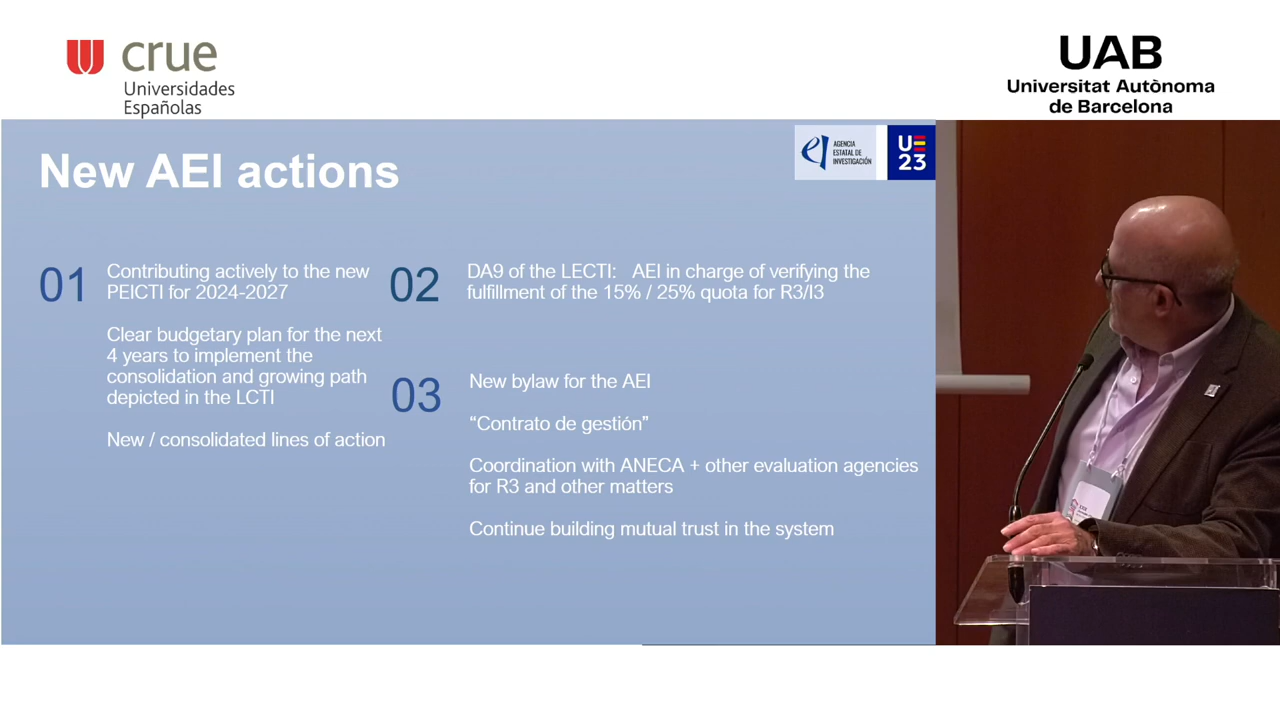 crue
Universidades
Españolas
UAB
Universitat Autònoma
de Barcelona
New AEI actions
AGENCIA
ESTATAL DE
INVESTIGACIÓN
UE
23
01
Contributing actively to the new
PEICTI for 2024-2027
Clear budgetary plan for the next
4 years to implement the
consolidation and growing path
depicted in the LCTI
New / consolidated lines of action
02
DA9 of the LECTI: AEI in charge of verifying the
fulfillment of the 15% / 25% quota for R3/I3
03
New bylaw for the AEI
“Contrato de gestión”
Coordination with ANECA + other evaluation agencies
for R3 and other matters
Continue building mutual trust in the system